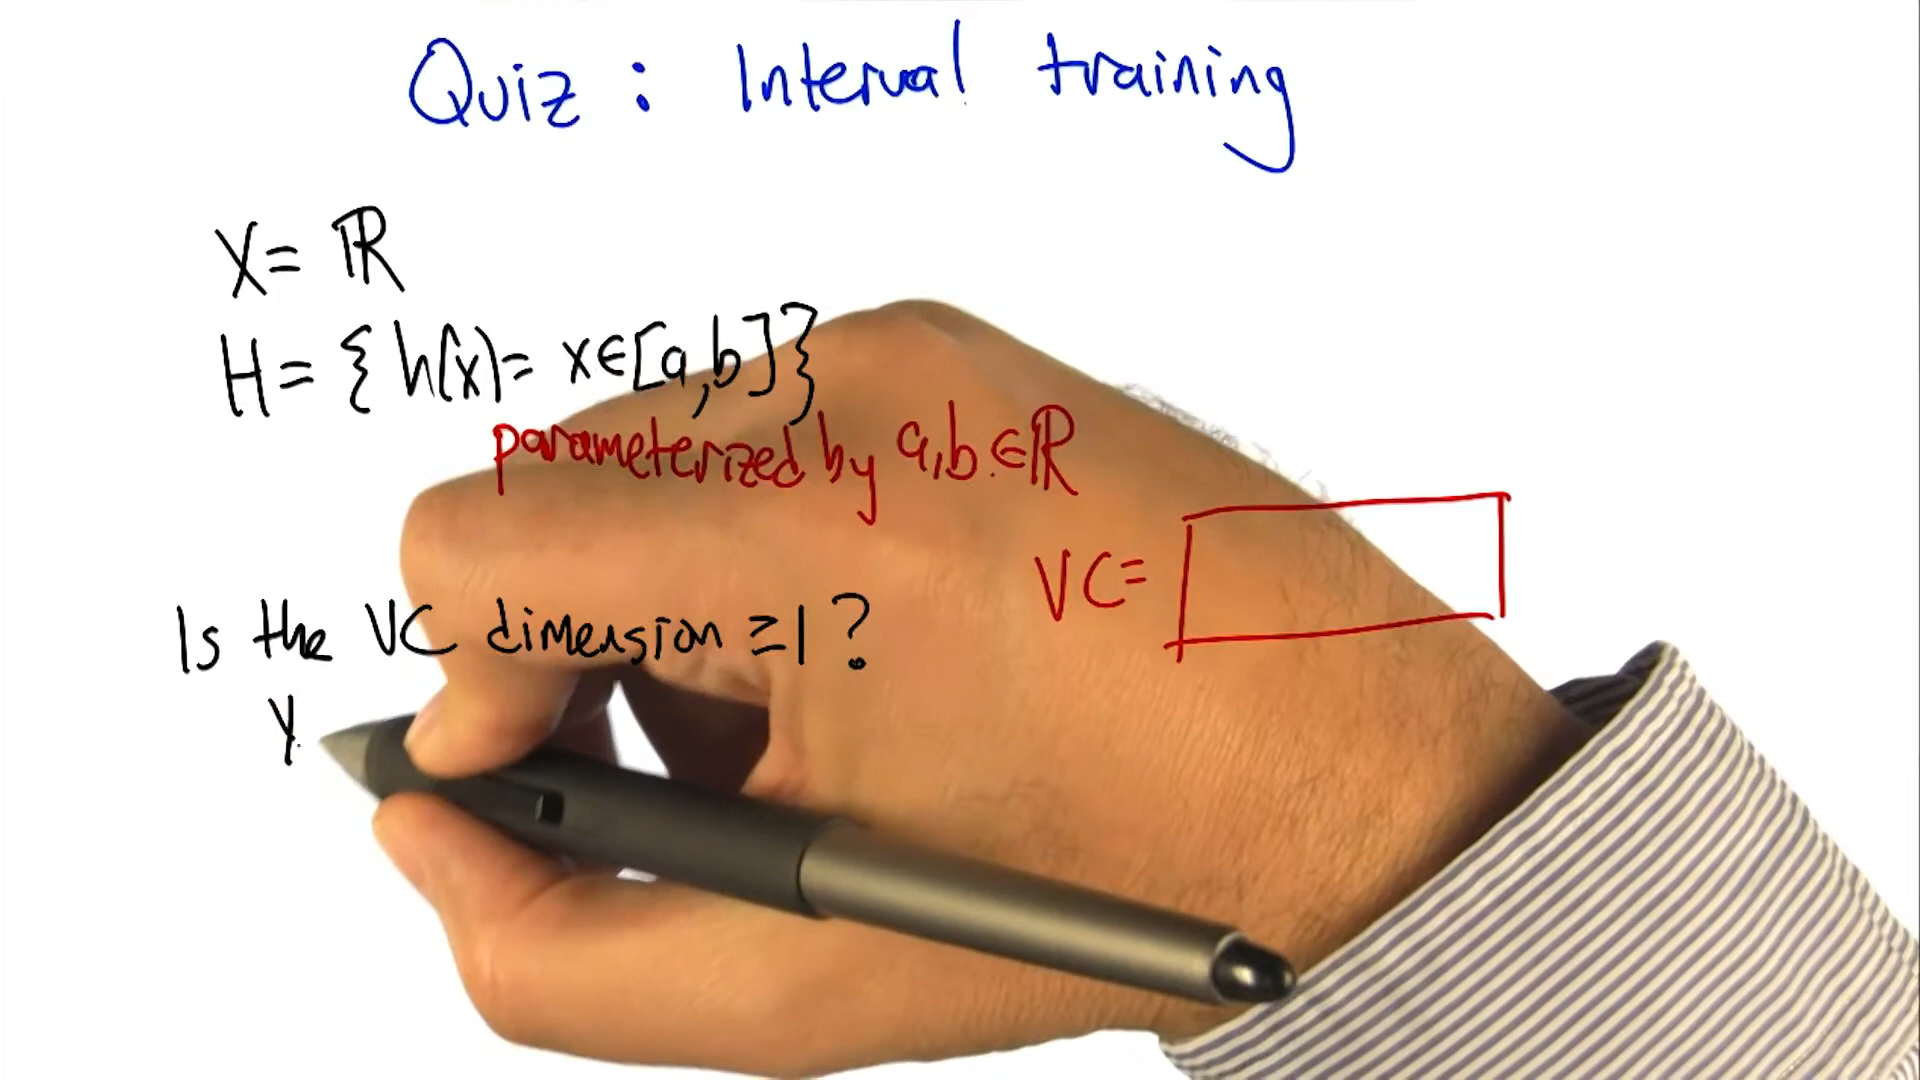 Quiz: Interval training
X = ℝ
H = { h(x) = x∈[a,b] }
parameterized by a,b ∈ ℝ
VC =
Is the VC dimension ≥1 ?
Y